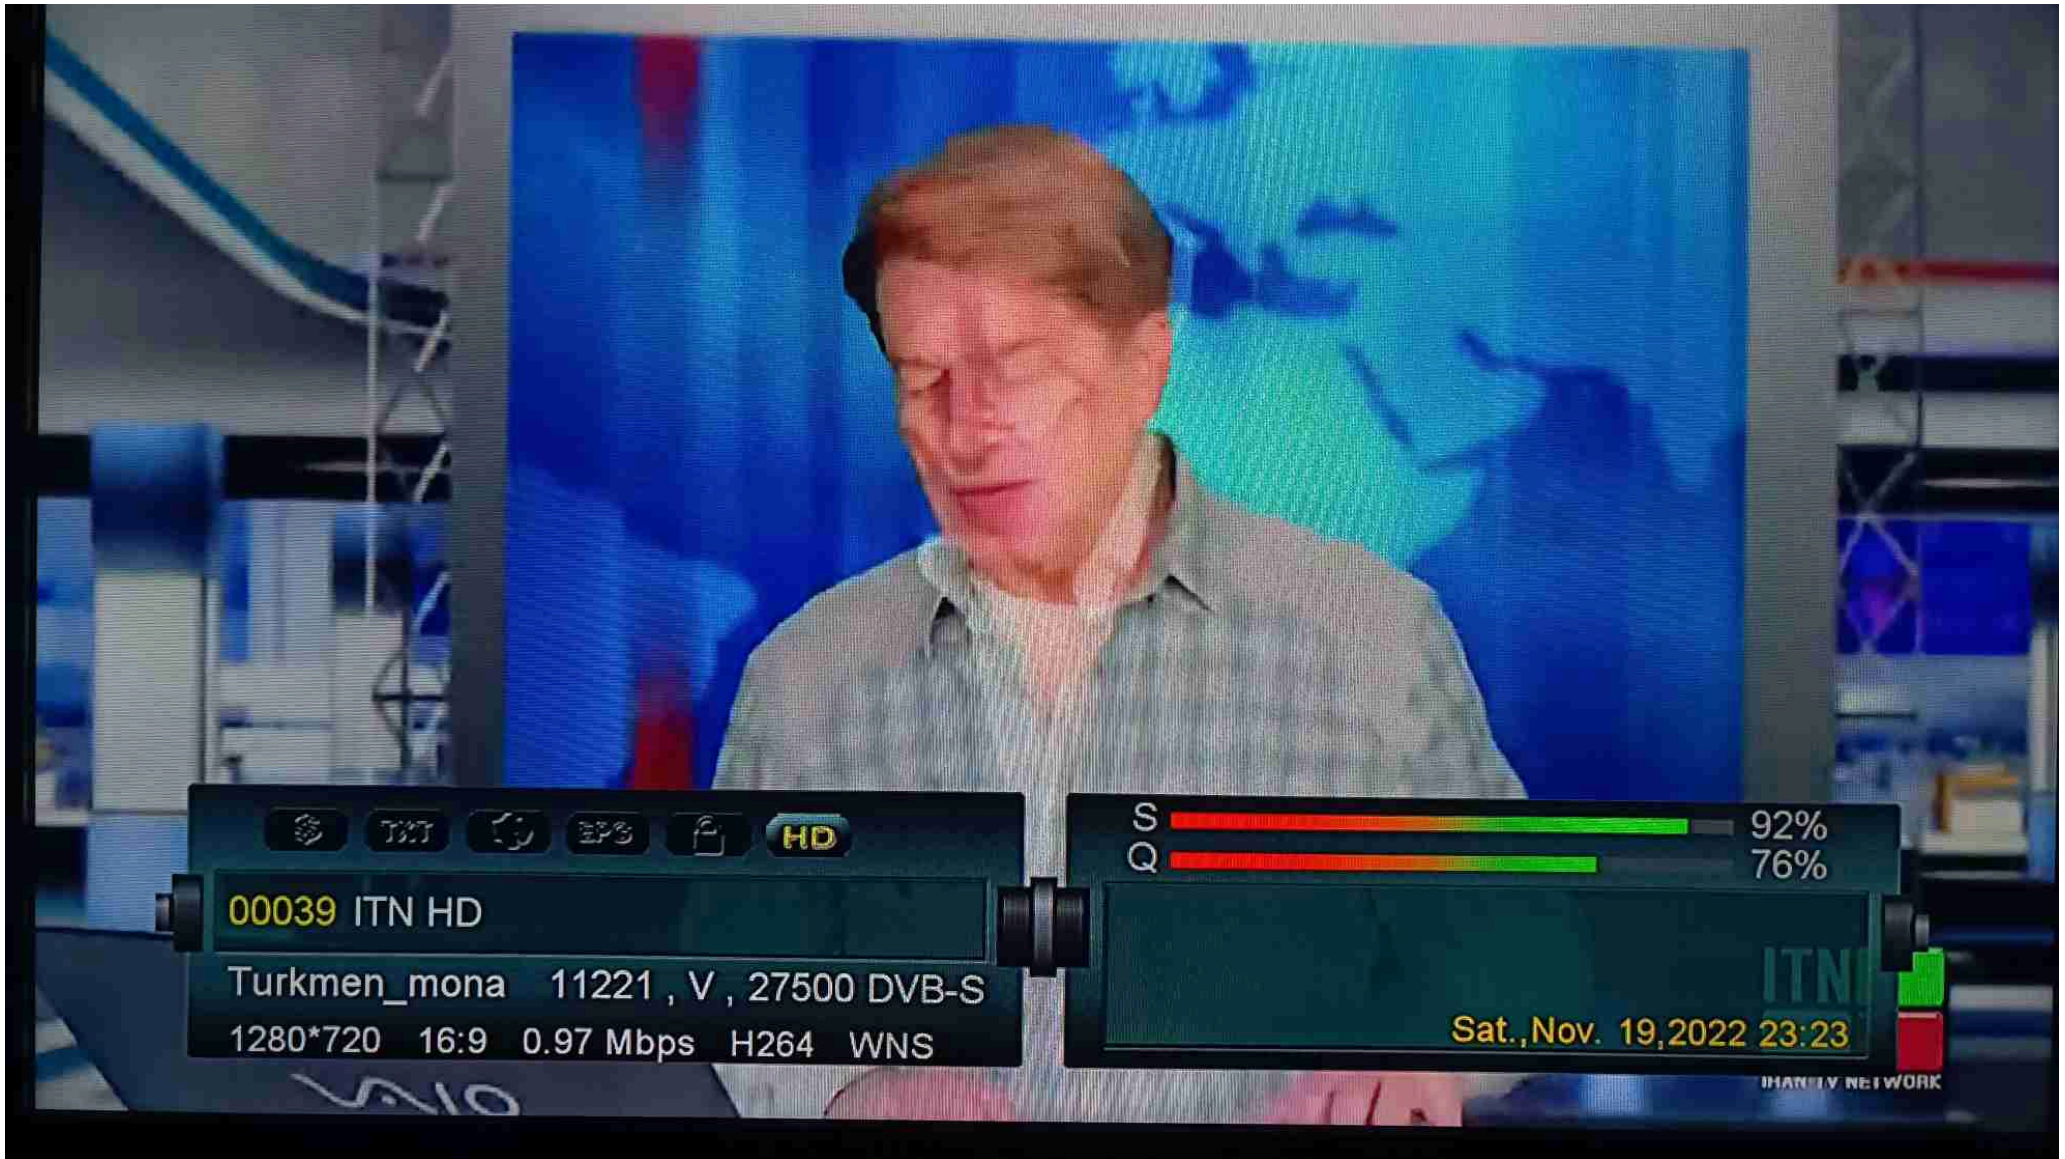 TXT EPG HD
S 92%
Q 76%
00039 ITN HD
Turkmen_mona 11221 , V , 27500 DVB-S
1280*720 16:9 0.97 Mbps H264 WNS
ITN
Sat.,Nov. 19,2022 23:23
IHAN TV NETWORK
VAIO